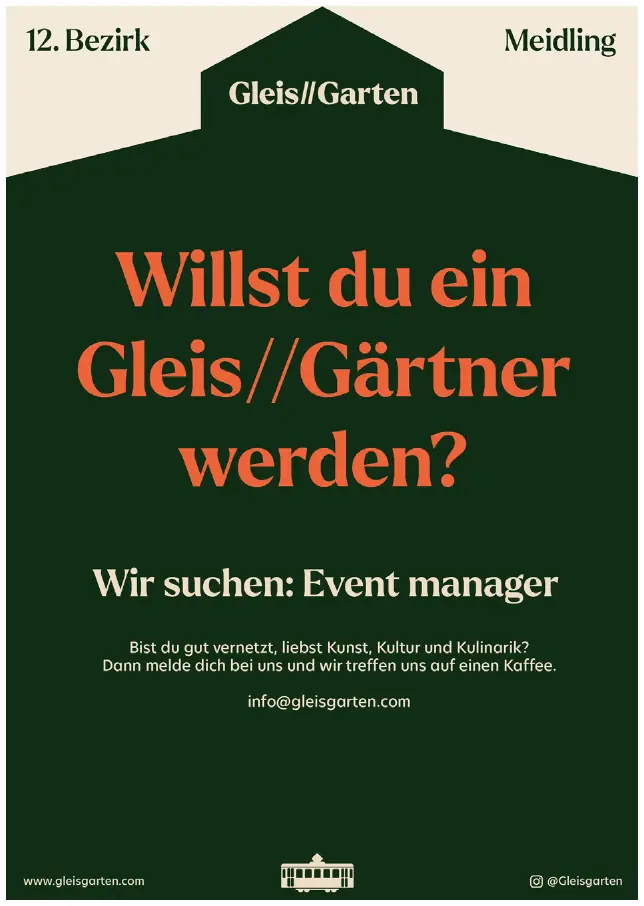 12. Bezirk
Meidling
Gleis//Garten
Willst du ein
Gleis//Gärtner
werden?
Wir suchen: Event manager
Bist du gut vernetzt, liebst Kunst, Kultur und Kulinarik?
Dann melde dich bei uns und wir treffen uns auf einen Kaffee.
info@gleisgarten.com
www.gleisgarten.com
@Gleisgarten